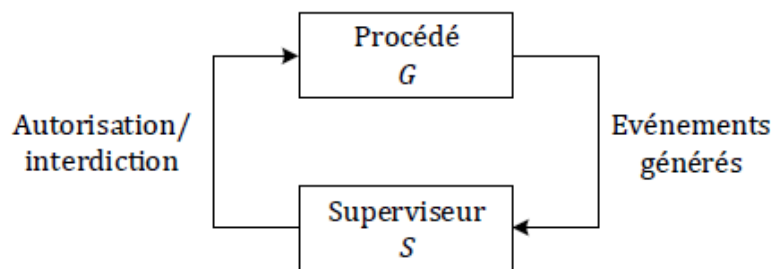 Procédé
G
Autorisation/
interdiction
Evénements
générés
Superviseur
S